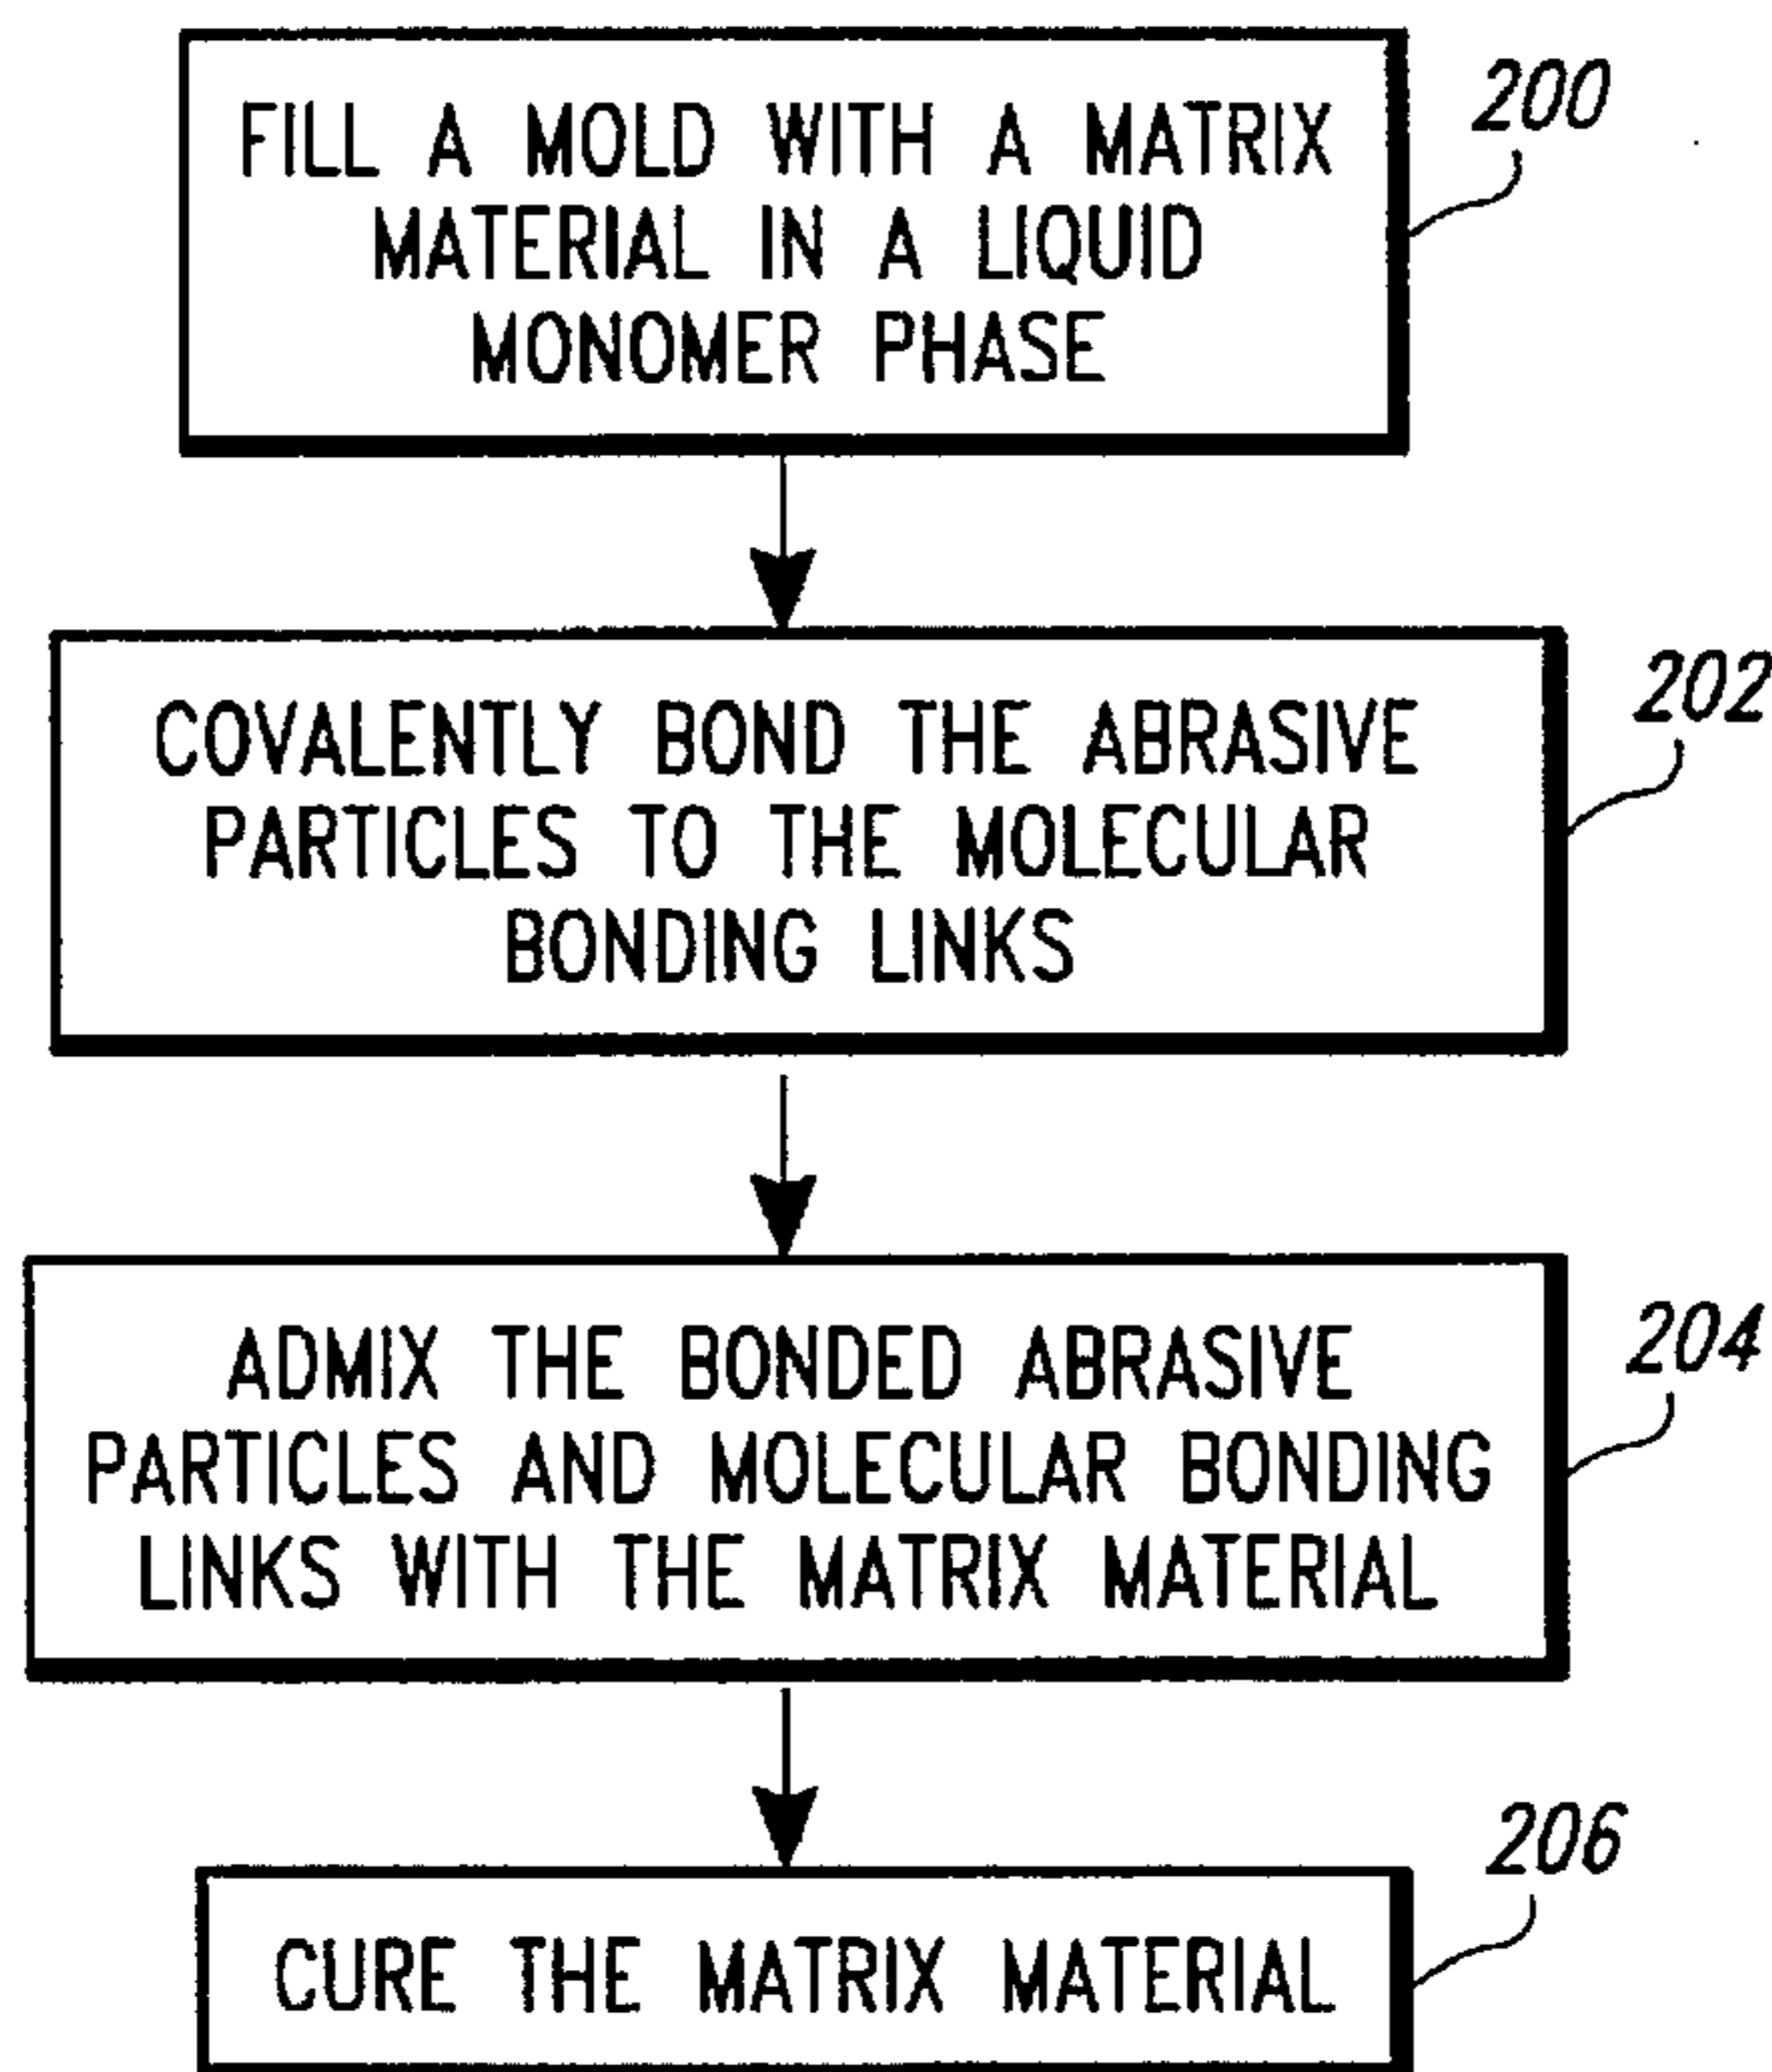 FILL A MOLD WITH A MATRIX
MATERIAL IN A LIQUID
MONOMER PHASE
200
COVALENTLY BOND THE ABRASIVE
PARTICLES TO THE MOLECULAR
BONDING LINKS
202
ADMIX THE BONDED ABRASIVE
PARTICLES AND MOLECULAR BONDING
LINKS WITH THE MATRIX MATERIAL
204
CURE THE MATRIX MATERIAL
206